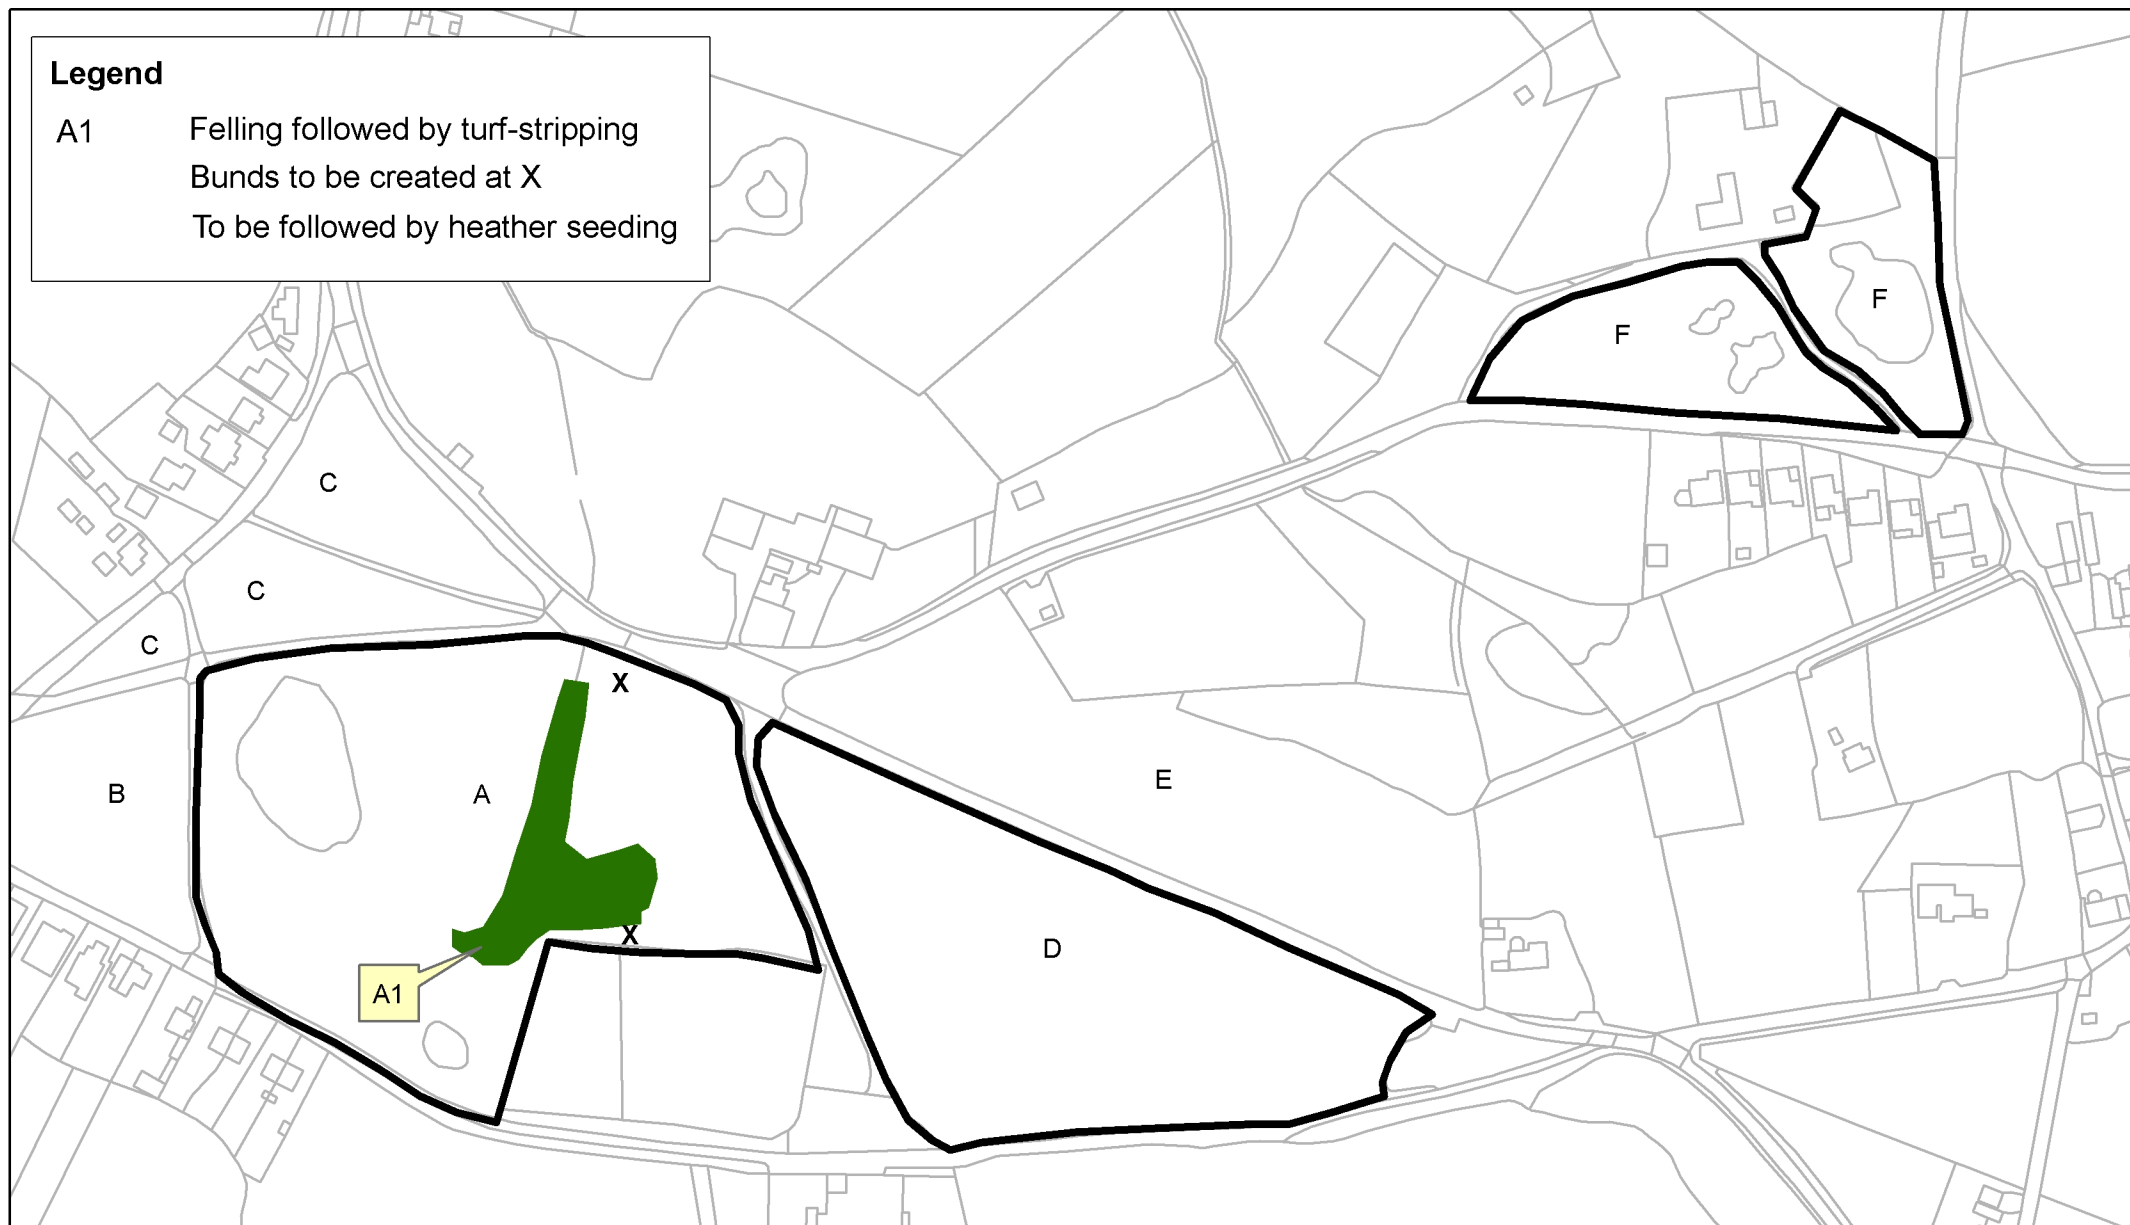 Legend
A1 Felling followed by turf-stripping
Bunds to be created at X
To be followed by heather seeding
F
F
C
C
C
X
B
A
E
X
D
A1